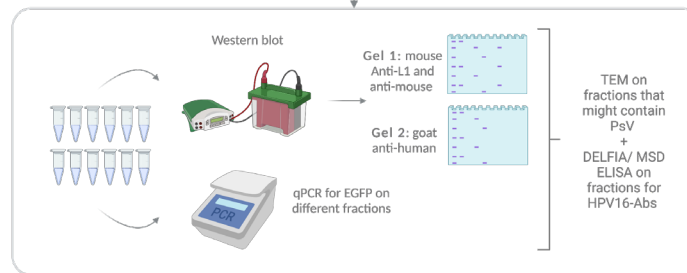 Western blot
Gel 1: mouse
Anti-L1 and
anti-mouse
Gel 2: goat
anti-human
qPCR for EGFP on
different fractions
PCR
TEM on
fractions that
might contain
PsV
+
DELFIA/ MSD
ELISA on
fractions for
HPV16-Abs